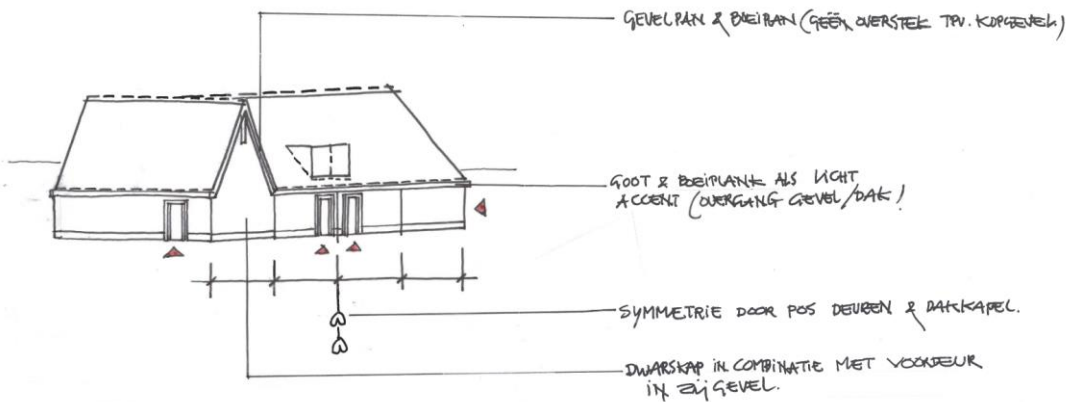 GEVELPAN & BOEIPAN (GEËN OVERSTEK TPV. KOPGEVEL)
GOOT & BOEIPLANK ALS LICHT
ACCENT (OVERGANG GEVEL/DAK!
SYMMETRIE DOOR POS DEUREN & DAKKAPEL.
DWARSKAP IN COMBINATIE MET VOORDEUR
IN ZIJGEVEL.